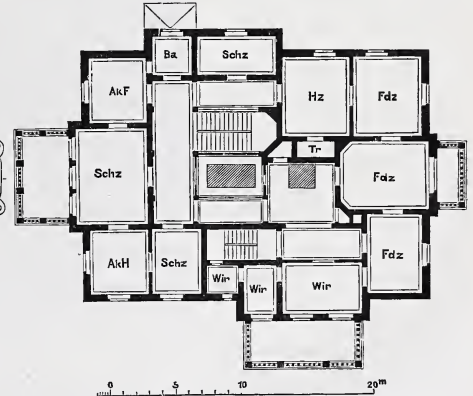 Ba
Schz
AkF
Hz
Fdz
Tr
Schz
Fdz
AkH
Schz
Fdz
Wir
Wir
Wir
0 5 10 20m